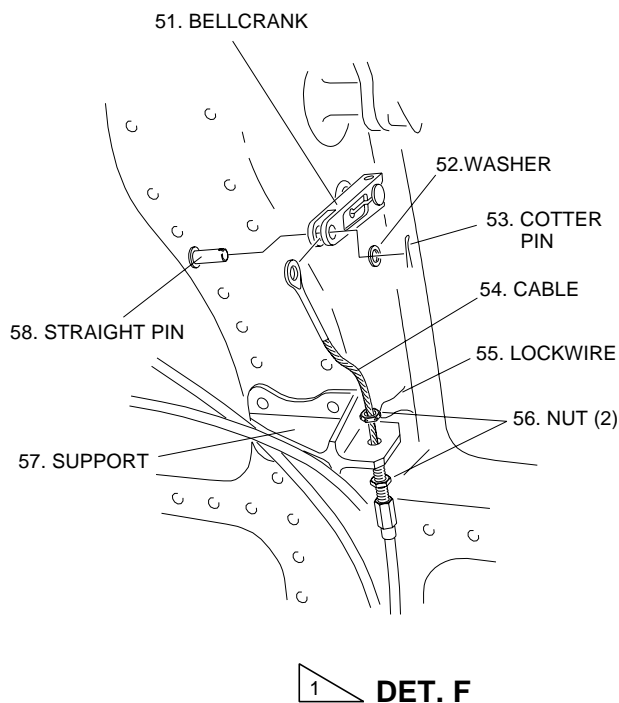 51. BELLCRANK
52.WASHER
53. COTTER
PIN
54. CABLE
58. STRAIGHT PIN
55. LOCKWIRE
56. NUT (2)
57. SUPPORT
1 DET. F